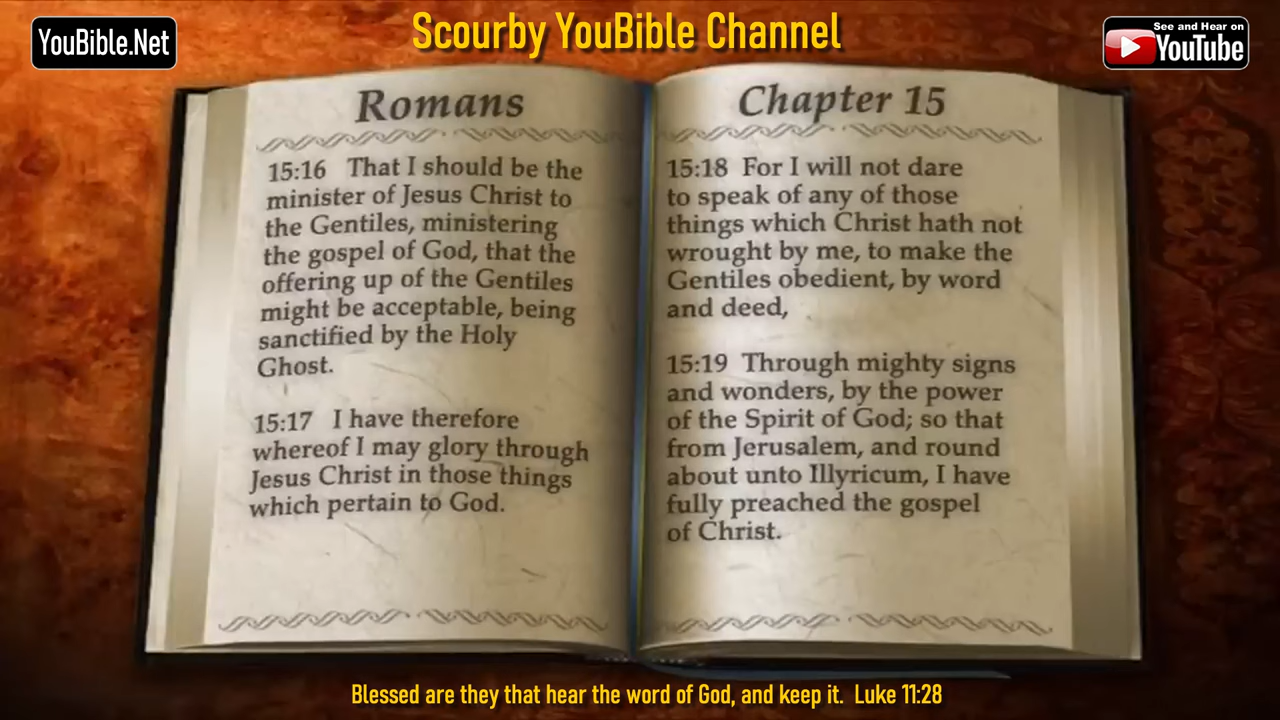 YouBible.Net
Scourby YouBible Channel
See and Hear on
YouTube
Romans
15:16 That I should be the
minister of Jesus Christ to
the Gentiles, ministering
the gospel of God, that the
offering up of the Gentiles
might be acceptable, being
sanctified by the Holy
Ghost.
15:17 I have therefore
whereof I may glory through
Jesus Christ in those things
which pertain to God.
Chapter 15
15:18 For I will not dare
to speak of any of those
things which Christ hath not
wrought by me, to make the
Gentiles obedient, by word
and deed,
15:19 Through mighty signs
and wonders, by the power
of the Spirit of God; so that
from Jerusalem, and round
about unto Illyricum, I have
fully preached the gospel
of Christ.
Blessed are they that hear the word of God, and keep it. Luke 11:28